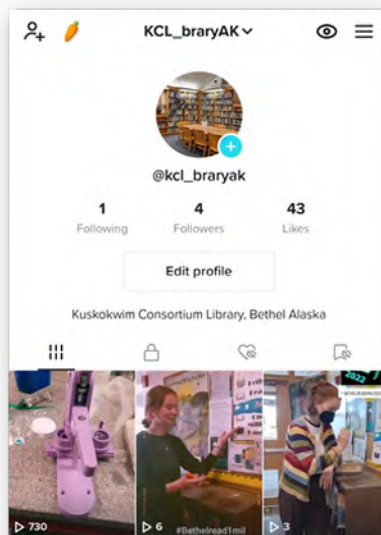 KCL_braryAK
@kcl_braryak
1 4 43
Following Followers Likes
Edit profile
Kuskokwim Consortium Library, Bethel Alaska
2022
730 6 3
#Bethelread1mil